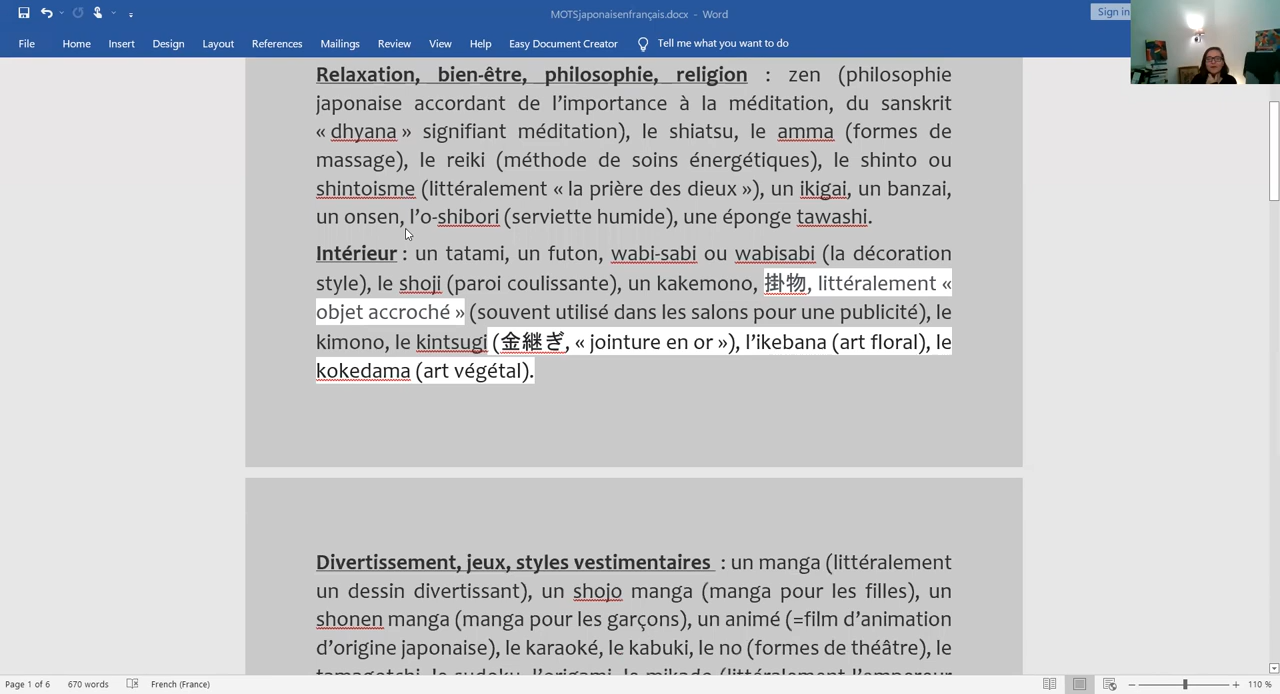 MOTSjaponaisenfrançais.docx - Word
Sign in
File Home Insert Design Layout References Mailings Review View Help Easy Document Creator Tell me what you want to do
Relaxation, bien-être, philosophie, religion : zen (philosophie
japonaise accordant de l’importance à la méditation, du sanskrit
« dhyana » signifiant méditation), le shiatsu, le amma (formes de
massage), le reiki (méthode de soins énergétiques), le shinto ou
shintoisme (littéralement « la prière des dieux »), un ikigai, un banzai,
un onsen, l’o-shibori (serviette humide), une éponge tawashi.
Intérieur : un tatami, un futon, wabi-sabi ou wabisabi (la décoration
style), le shoji (paroi coulissante), un kakemono, 掛物, littéralement «
objet accroché » (souvent utilisé dans les salons pour une publicité), le
kimono, le kintsugi (金継ぎ, « jointure en or »), l’ikebana (art floral), le
kokedama (art végétal).
Divertissement, jeux, styles vestimentaires : un manga (littéralement
un dessin divertissant), un shojo manga (manga pour les filles), un
shonen manga (manga pour les garçons), un animé (=film d’animation
d’origine japonaise), le karaoké, le kabuki, le no (formes de théâtre), le
tamagotchi, le sudoku, l’origami, le mikado (littéralement l’empereur
Page 1 of 6 670 words French (France) 110 %